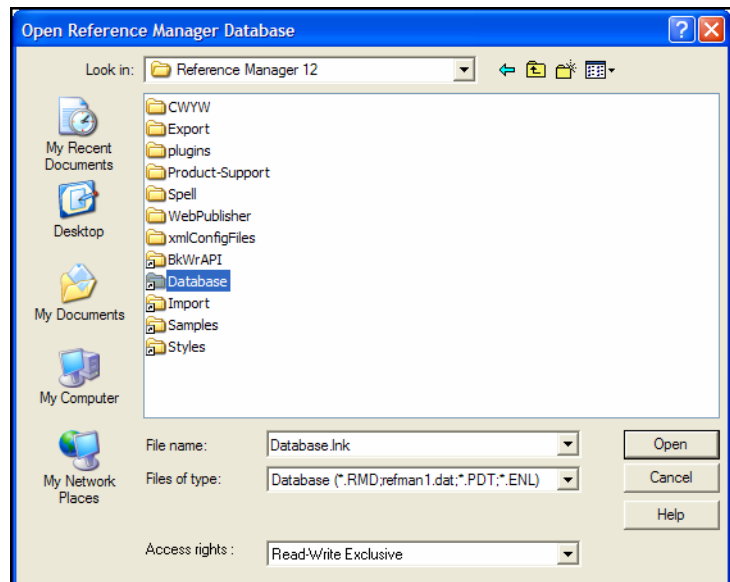 Open Reference Manager Database
Look in:
Reference Manager 12
My Recent
Documents
Desktop
My Documents
My Computer
My Network
Places
CWYW
Export
plugins
Product-Support
Spell
WebPublisher
xmlConfigFiles
BkWrAPI
Database
Import
Samples
Styles
File name:
Database.lnk
Open
Files of type:
Database (*.RMD;refman1.dat;*.PDT;*.ENL)
Cancel
Help
Access rights :
Read-Write Exclusive